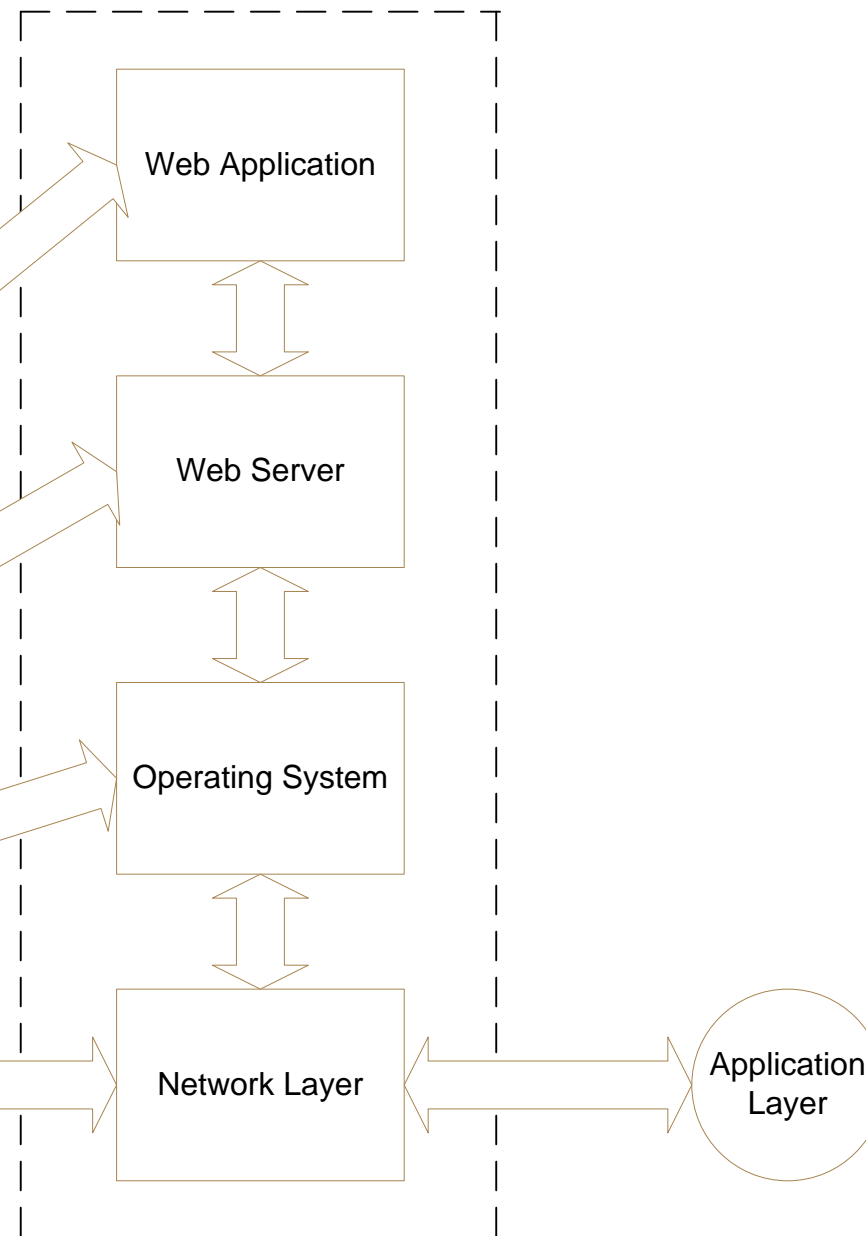 Web Application
Web Server
Operating System
Network Layer
Application
Layer